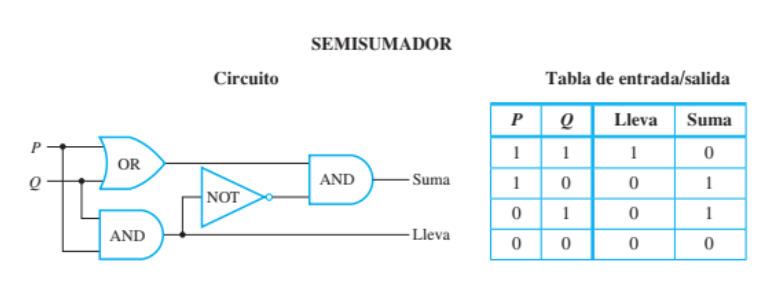 SEMISUMADOR
Circuito
Tabla de entrada/salida
P
Q
OR
AND
NOT
AND
Suma
Lleva
P Q Lleva Suma
1 1 1 0
1 0 0 1
0 1 0 1
0 0 0 0